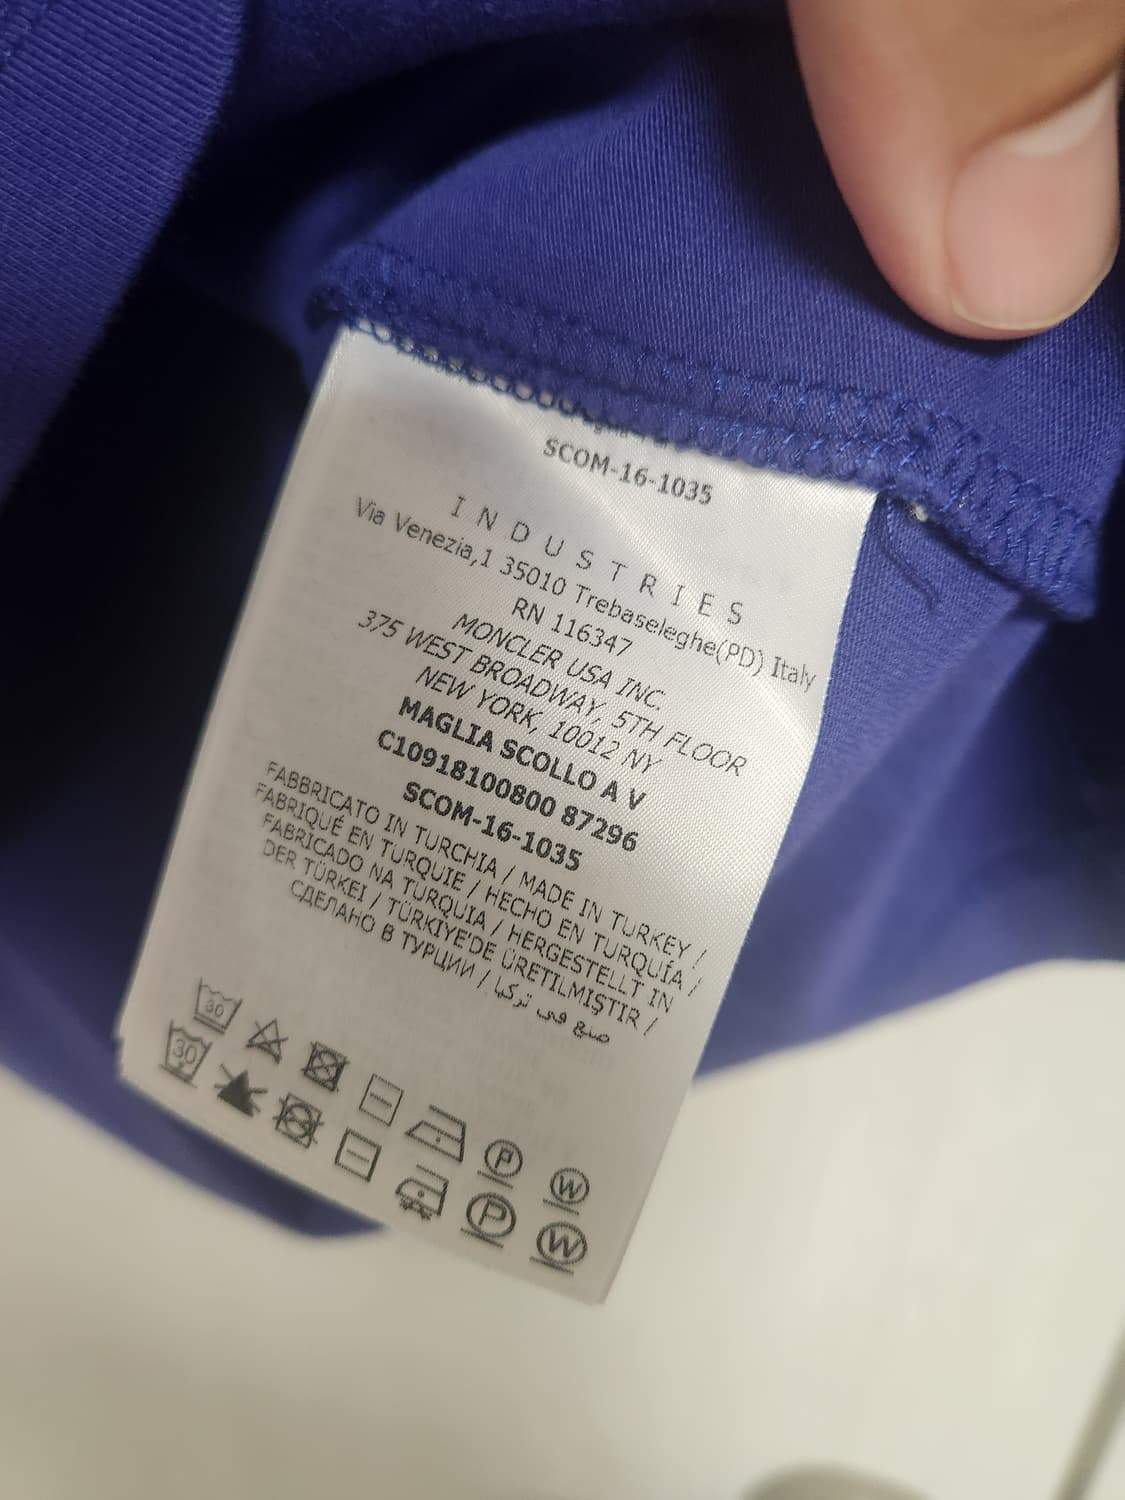 SCOM-16-1035
INDUSTRIES
Via Venezia,1 35010 Trebaseleghe(PD) Italy
RN 116347
MONCLER USA INC.
375 WEST BROADWAY, 5TH FLOOR
NEW YORK, 10012 NY
MAGLIA SCOLLO A V
C10918100800 87296
SCOM-16-1035
FABBRICATO IN TURCHIA / MADE IN TURKEY /
FABRIQUÉ EN TURQUIE / HECHO EN TURQUÍA /
FABRICADO NA TURQUIA / HERGESTELLT IN
DER TÜRKEI / TÜRKIYE'DE ÜRETILMIŞTIR /
СДЕЛАНО В ТУРЦИИ / صنع في تركيا
30
30
P
W
P
W